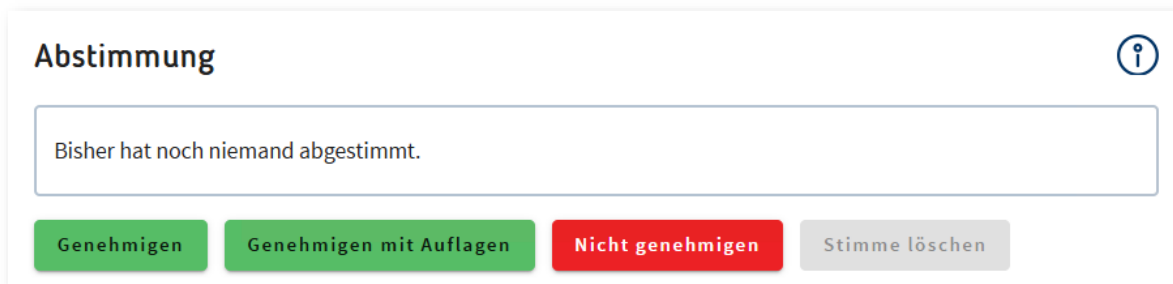 Abstimmung
Bisher hat noch niemand abgestimmt.
Genehmigen Genehmigen mit Auflagen Nicht genehmigen Stimme löschen